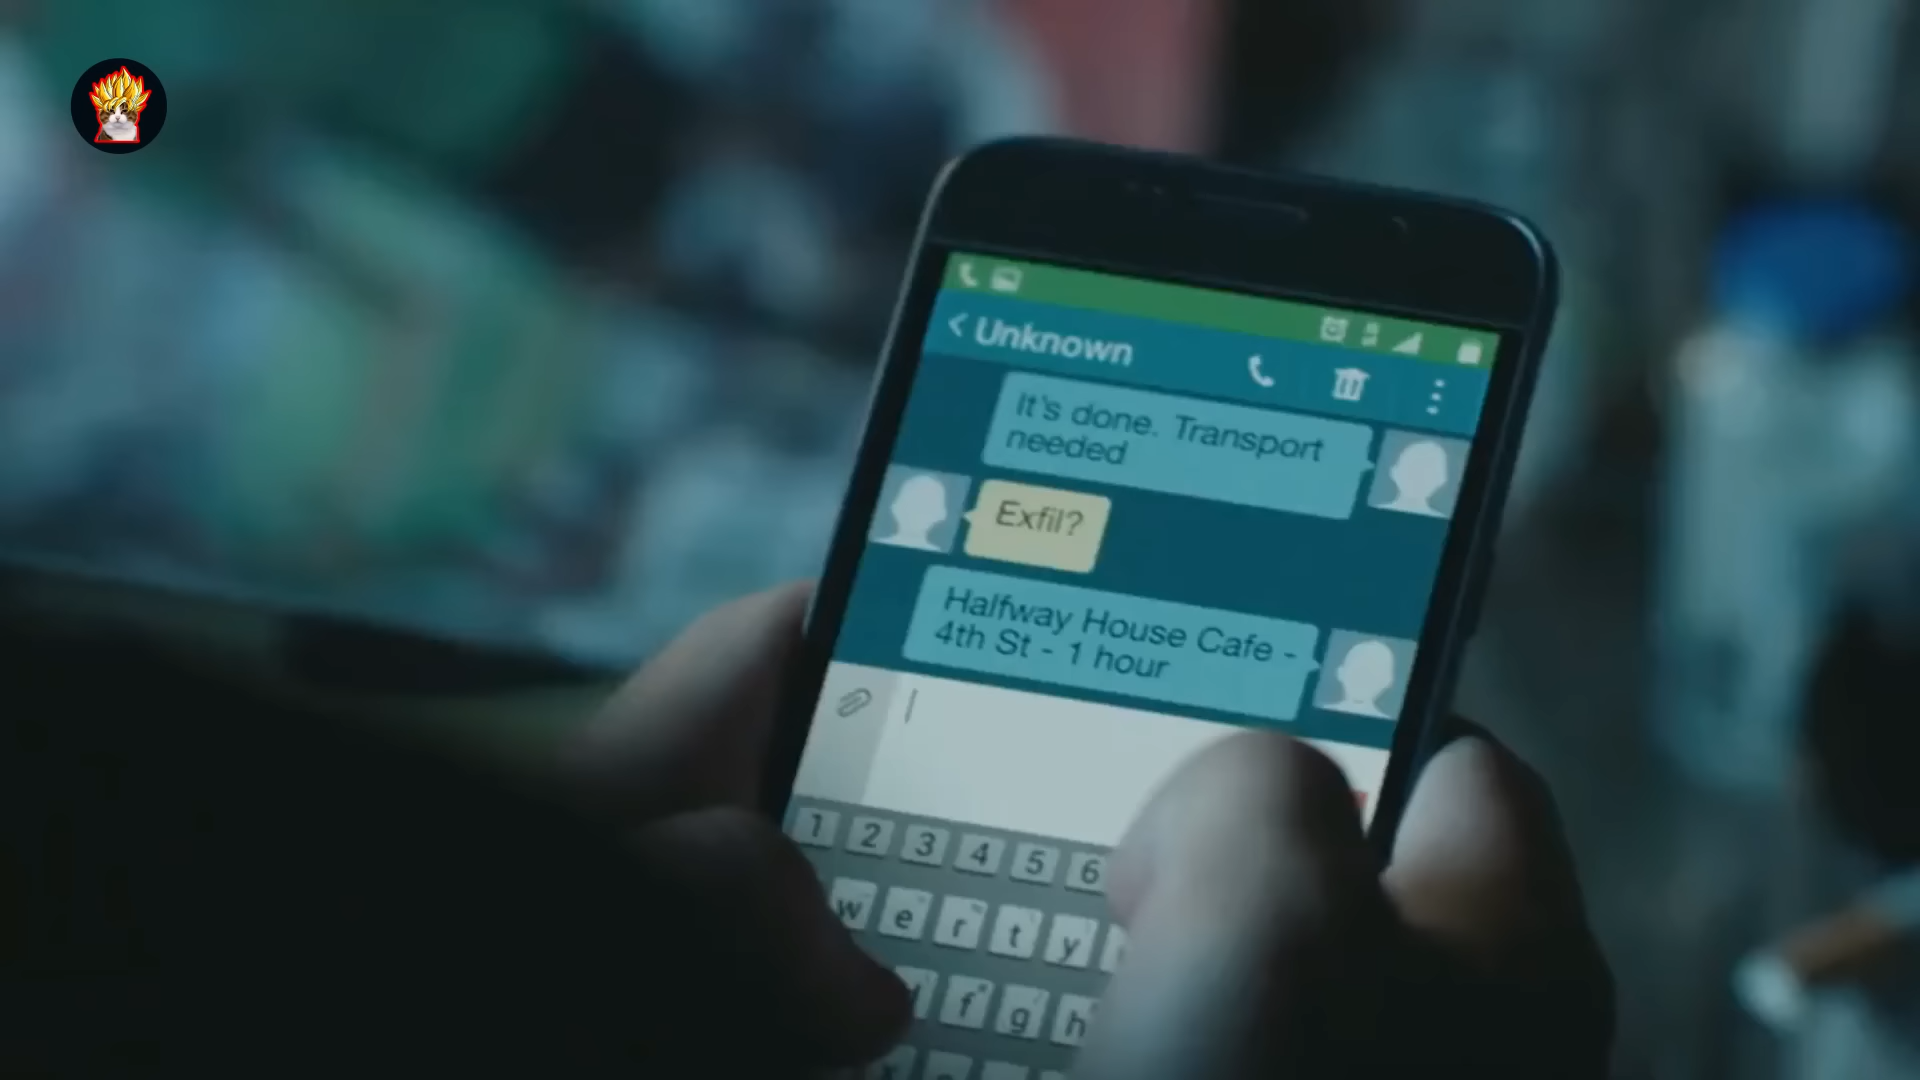 Unknown
It's done. Transport
needed
Exfil?
Halfway House Cafe -
4th St - 1 hour
1 2 3 4 5 6
w e r t y
f g h